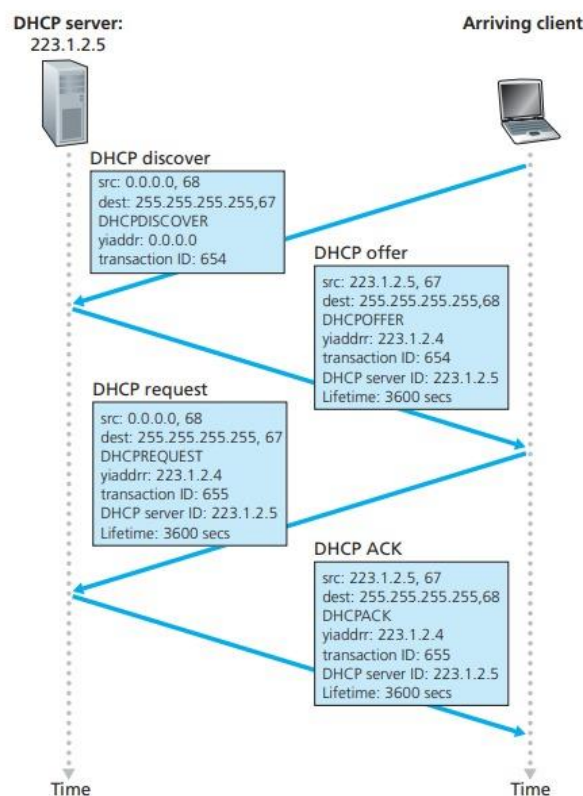 DHCP server:
223.1.2.5
Arriving client
DHCP discover
src: 0.0.0.0, 68
dest: 255.255.255.255,67
DHCPDISCOVER
yiaddr: 0.0.0.0
transaction ID: 654
DHCP offer
src: 223.1.2.5, 67
dest: 255.255.255.255,68
DHCPOFFER
yiaddrr: 223.1.2.4
transaction ID: 654
DHCP server ID: 223.1.2.5
Lifetime: 3600 secs
DHCP request
src: 0.0.0.0, 68
dest: 255.255.255.255, 67
DHCPREQUEST
yiaddrr: 223.1.2.4
transaction ID: 655
DHCP server ID: 223.1.2.5
Lifetime: 3600 secs
DHCP ACK
src: 223.1.2.5, 67
dest: 255.255.255.255,68
DHCPACK
yiaddrr: 223.1.2.4
transaction ID: 655
DHCP server ID: 223.1.2.5
Lifetime: 3600 secs
Time
Time